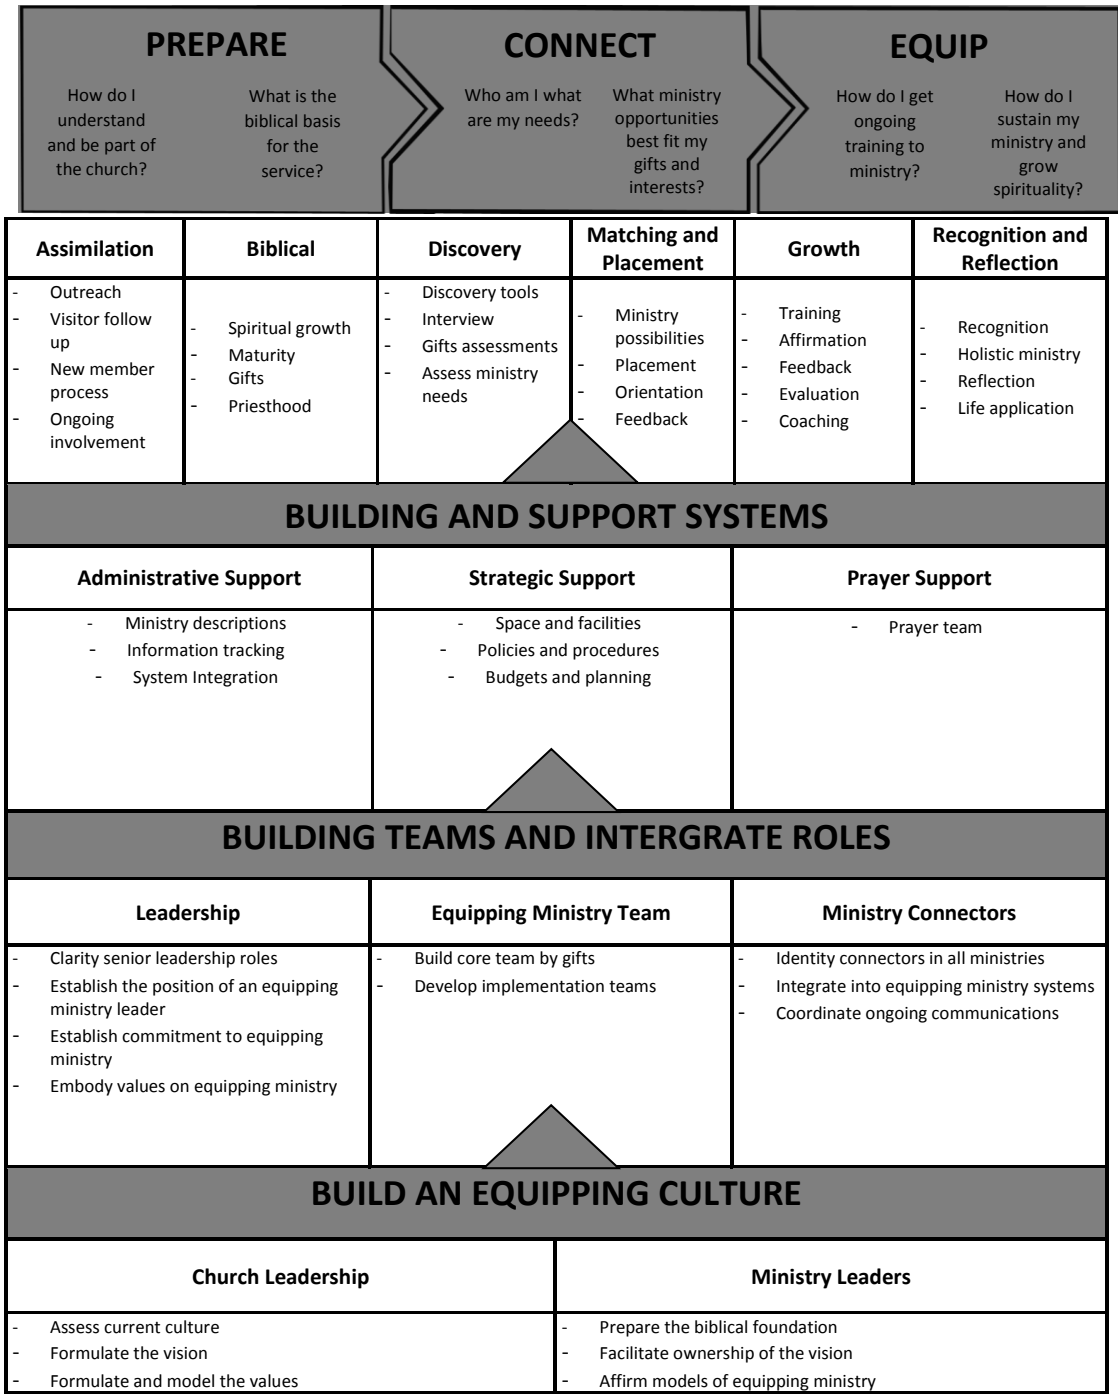 PREPARE
How do I
understand
and be part of
the church?
What is the
biblical basis
for the
service?
CONNECT
Who am I what
are my needs?
What ministry
opportunities
best fit my
gifts and
interests?
EQUIP
How do I get
ongoing
training to
ministry?
How do I
sustain my
ministry and
grow
spirituality?
Assimilation
- Outreach
- Visitor follow
up
- New member
process
- Ongoing
involvement
Biblical
- Spiritual growth
- Maturity
- Gifts
- Priesthood
Discovery
- Discovery tools
- Interview
- Gifts assessments
- Assess ministry
needs
Matching and
Placement
- Ministry
possibilities
- Placement
- Orientation
- Feedback
Growth
- Training
- Affirmation
- Feedback
- Evaluation
- Coaching
Recognition and
Reflection
- Recognition
- Holistic ministry
- Reflection
- Life application
BUILDING AND SUPPORT SYSTEMS
Administrative Support
- Ministry descriptions
- Information tracking
- System Integration
Strategic Support
- Space and facilities
- Policies and procedures
- Budgets and planning
Prayer Support
- Prayer team
BUILDING TEAMS AND INTERGRATE ROLES
Leadership
- Clarity senior leadership roles
- Establish the position of an equipping
ministry leader
- Establish commitment to equipping
ministry
- Embody values on equipping ministry
Equipping Ministry Team
- Build core team by gifts
- Develop implementation teams
Ministry Connectors
- Identity connectors in all ministries
- Integrate into equipping ministry systems
- Coordinate ongoing communications
BUILD AN EQUIPPING CULTURE
Church Leadership
- Assess current culture
- Formulate the vision
- Formulate and model the values
Ministry Leaders
- Prepare the biblical foundation
- Facilitate ownership of the vision
- Affirm models of equipping ministry